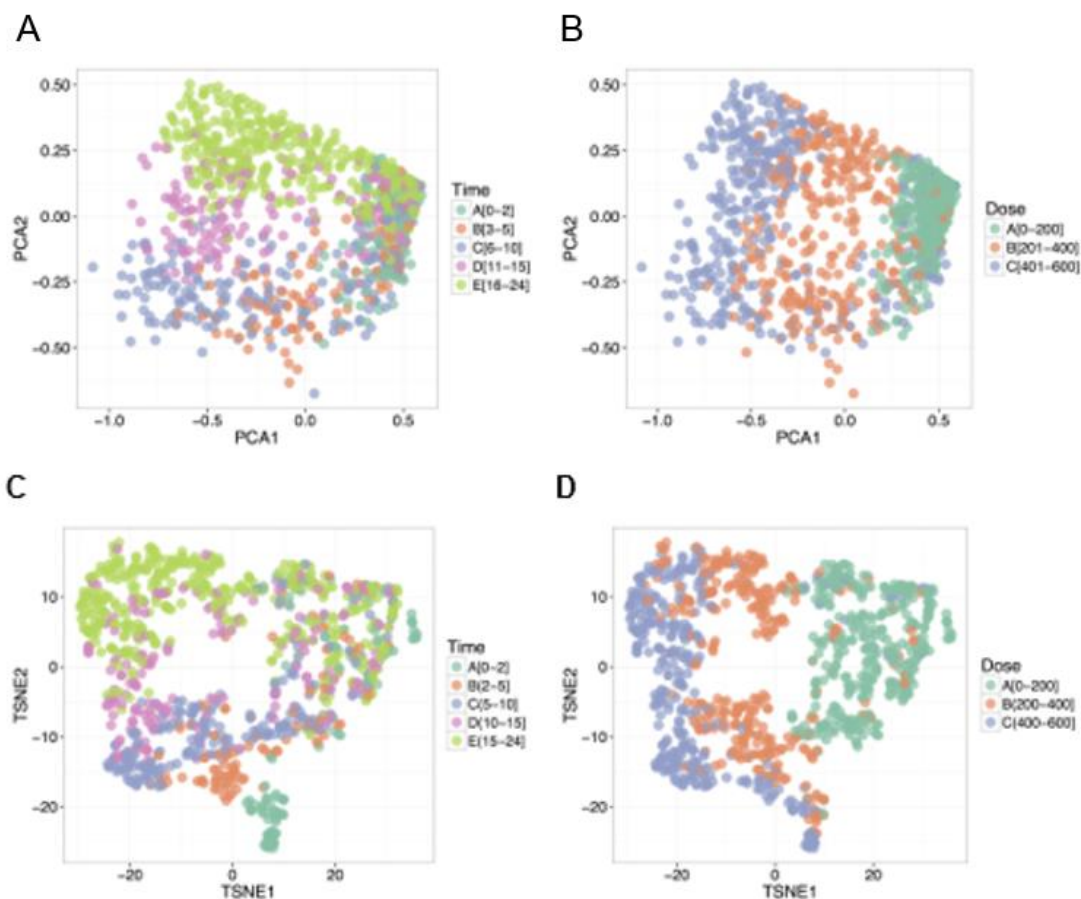 A
B
0.50
0.25
0.00
−0.25
−0.50
PCA2
−1.0
−0.5
0.0
0.5
PCA1
Time
A[0−2]
B[3−5]
C[6−10]
D[11−15]
E[16−24]
0.50
0.25
0.00
−0.25
−0.50
PCA2
−1.0
−0.5
0.0
0.5
PCA1
Dose
A[0−200]
B[201−400]
C[401−600]
C
D
10
0
−10
−20
TSNE2
−20
0
20
TSNE1
Time
A[0−2]
B(2−5]
C(5−10]
D(10−15]
E(15−24]
10
0
−10
−20
TSNE2
−20
0
20
TSNE1
Dose
A[0−200]
B(200−400]
C(400−600]